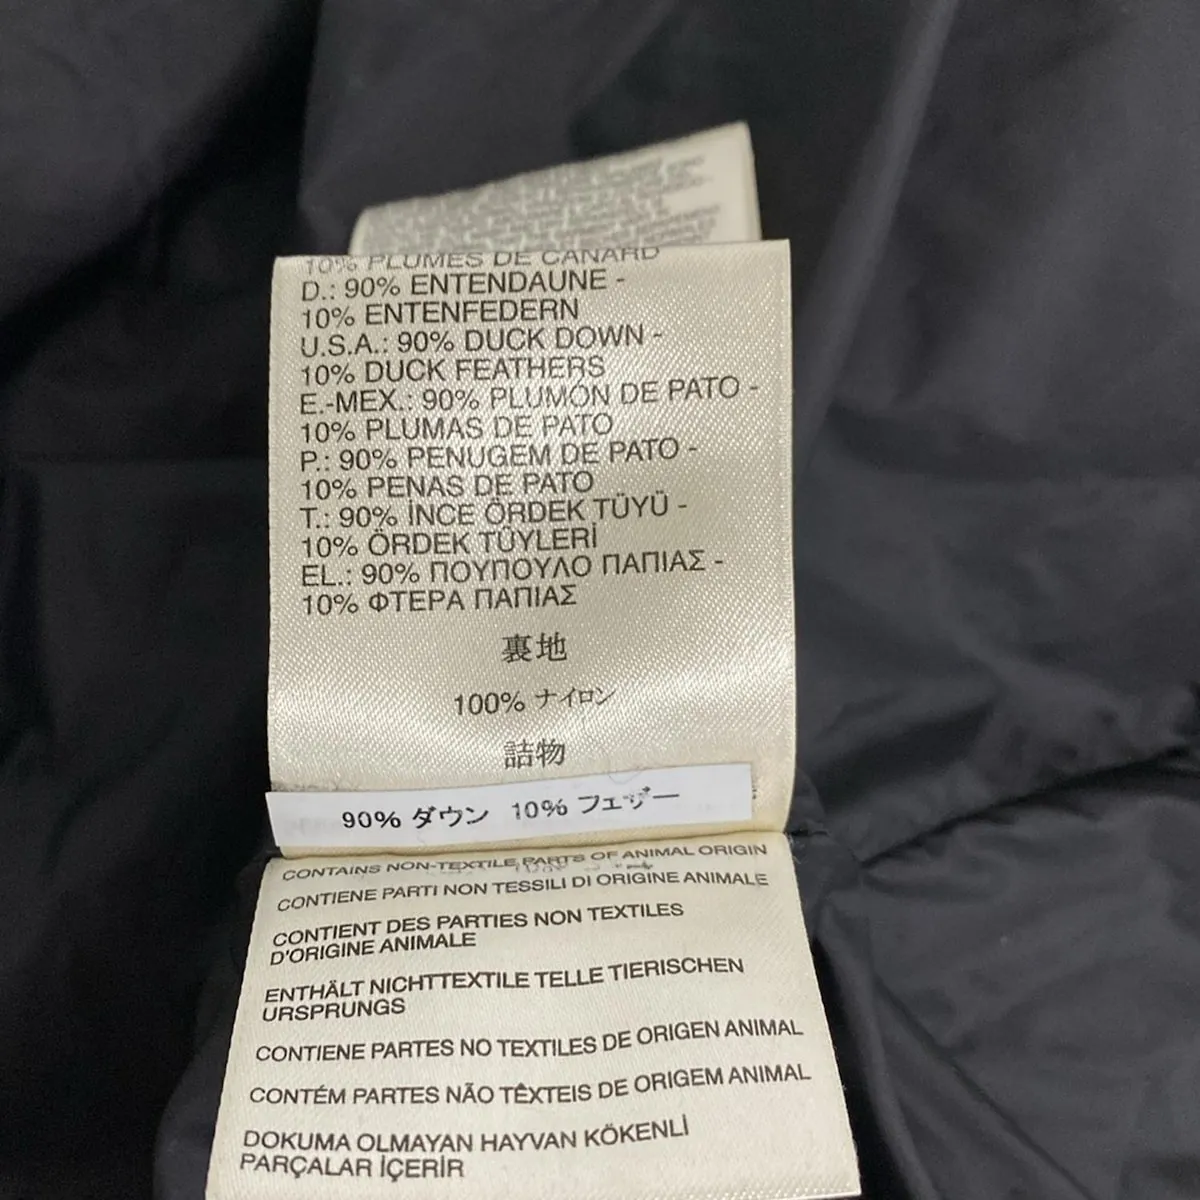 10% PLUMES DE CANARD
D.: 90% ENTENDAUNE -
10% ENTENFEDERN
U.S.A.: 90% DUCK DOWN -
10% DUCK FEATHERS
E.-MEX.: 90% PLUMÓN DE PATO -
10% PLUMAS DE PATO
P.: 90% PENUGEM DE PATO -
10% PENAS DE PATO
T.: 90% İNCE ÖRDEK TÜYÜ -
10% ÖRDEK TÜYLERİ
EL.: 90% ΠΟΥΠΟΥΛΟ ΠΑΠΙΑΣ -
10% ΦΤΕΡΑ ΠΑΠΙΑΣ
裏地
100% ナイロン
詰物
90% ダウン 10% フェザー
CONTAINS NON-TEXTILE PARTS OF ANIMAL ORIGIN
CONTIENE PARTI NON TESSILI DI ORIGINE ANIMALE
CONTIENT DES PARTIES NON TEXTILES
D'ORIGINE ANIMALE
ENTHÄLT NICHTTEXTILE TELLE TIERISCHEN
URSPRUNGS
CONTIENE PARTES NO TEXTILES DE ORIGEN ANIMAL
CONTÉM PARTES NÃO TÊXTEIS DE ORIGEM ANIMAL
DOKUMA OLMAYAN HAYVAN KÖKENLİ
PARÇALAR İÇERİR